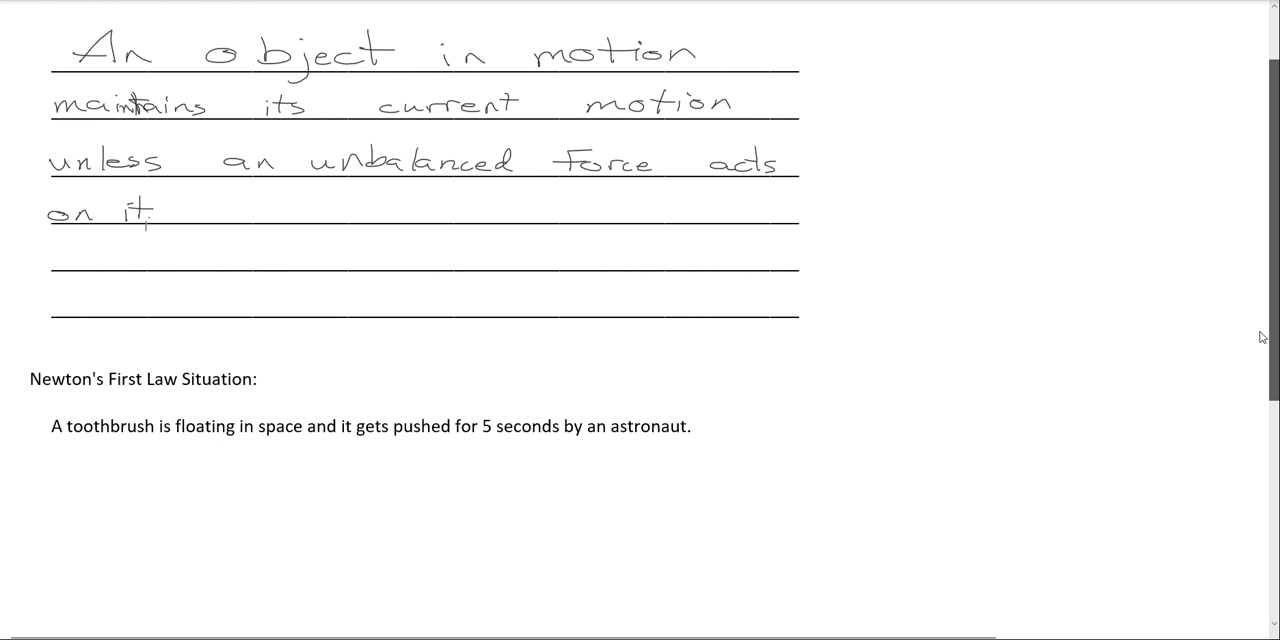 An object in motion
maintains its current motion
unless an unbalanced force acts
on it.
Newton's First Law Situation:
A toothbrush is floating in space and it gets pushed for 5 seconds by an astronaut.